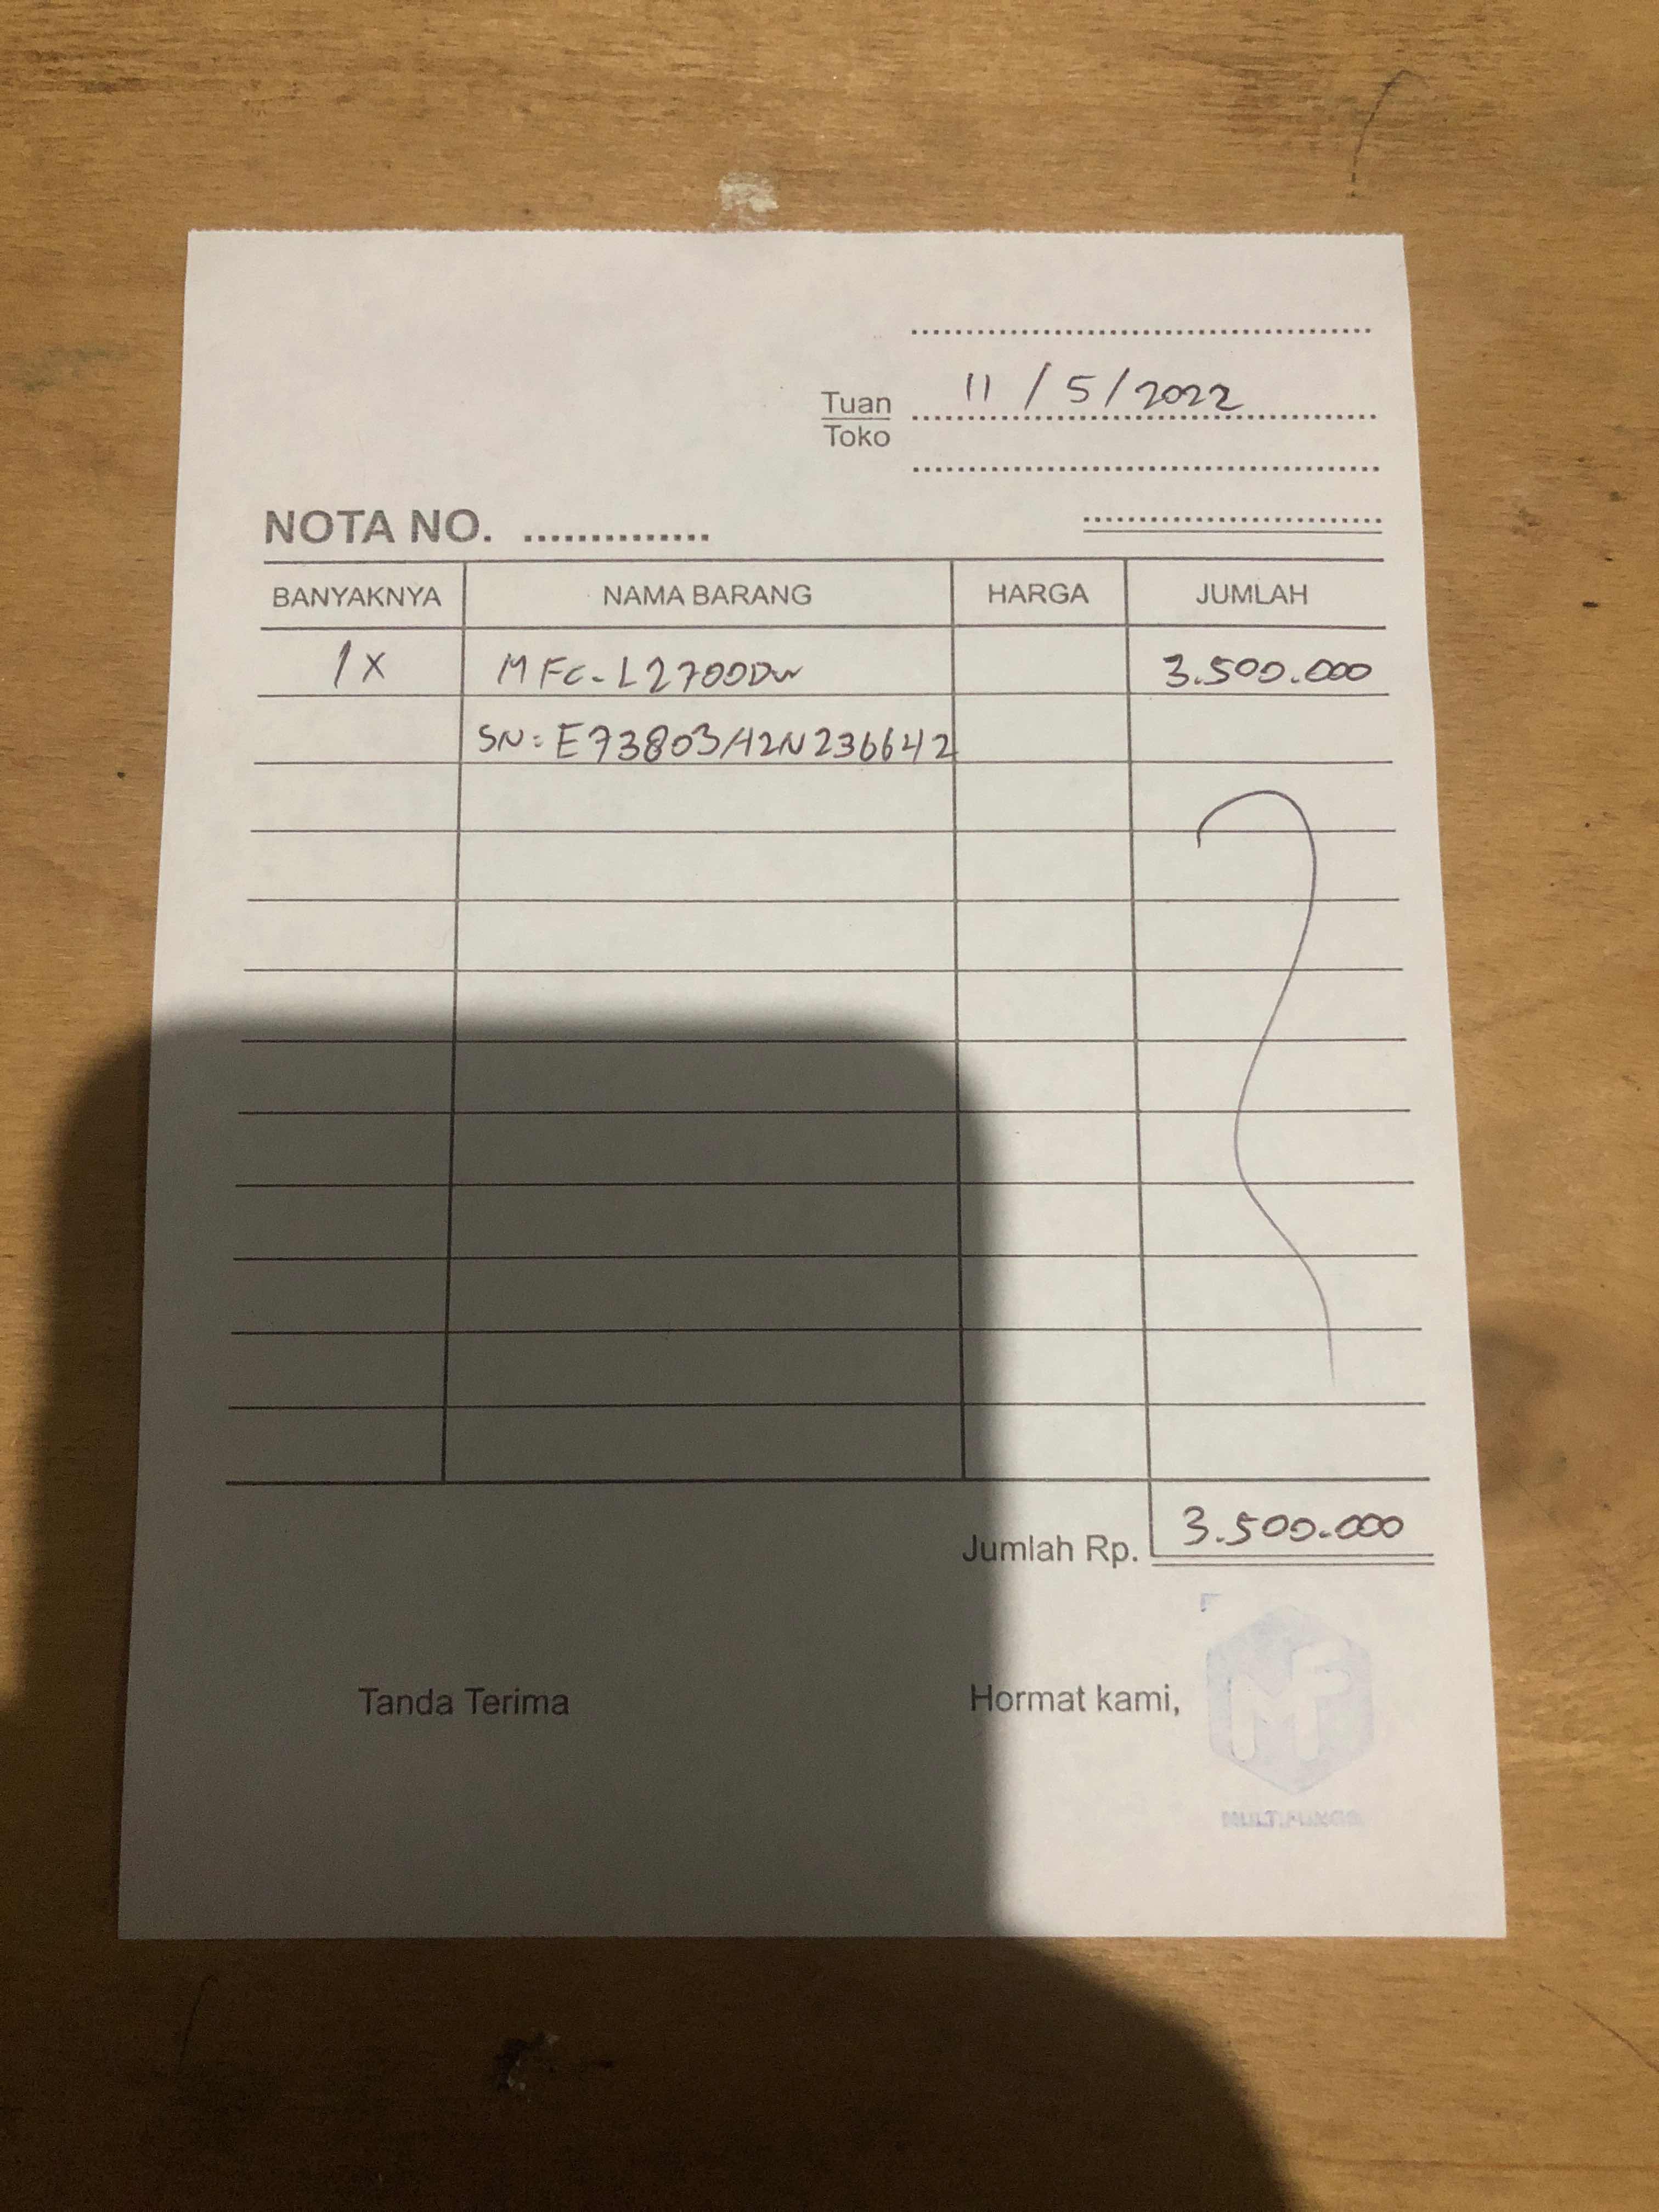 11/5/2022
Tuan
Toko
NOTA NO. ..............
BANYAKNYA NAMA BARANG HARGA JUMLAH
1x MFC-L2700DW 3.500.000
SN: E73803H2N236642
Jumlah Rp. 3.500.000
Tanda Terima Hormat kami,
MF